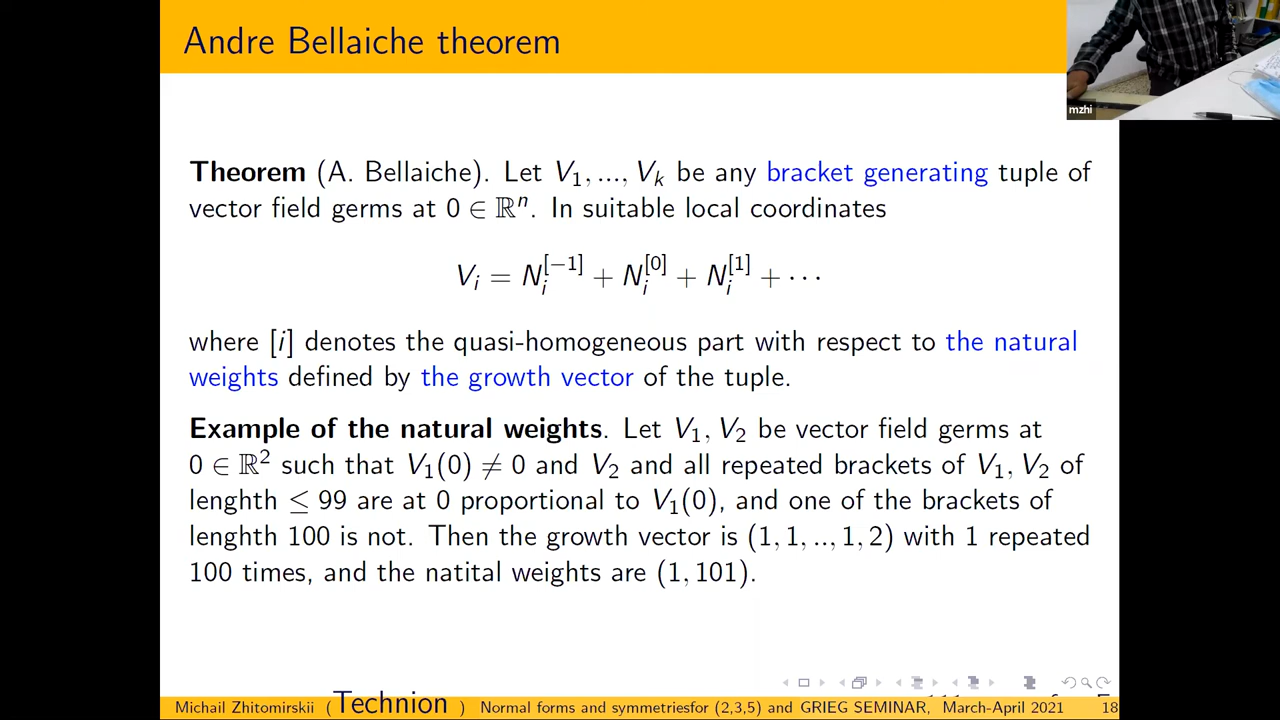 Andre Bellaiche theorem
mzhi
Theorem (A. Bellaiche). Let V₁, ..., Vₖ be any bracket generating tuple of
vector field germs at 0 ∈ ℝⁿ. In suitable local coordinates
Vᵢ = Nᵢ^[−1] + Nᵢ^[0] + Nᵢ^[1] + ···
where [i] denotes the quasi-homogeneous part with respect to the natural
weights defined by the growth vector of the tuple.
Example of the natural weights. Let V₁, V₂ be vector field germs at
0 ∈ ℝ² such that V₁(0) ≠ 0 and V₂ and all repeated brackets of V₁, V₂ of
lenghth ≤ 99 are at 0 proportional to V₁(0), and one of the brackets of
lenghth 100 is not. Then the growth vector is (1, 1, .., 1, 2) with 1 repeated
100 times, and the natital weights are (1, 101).
Michail Zhitomirskii ( Technion ) Normal forms and symmetriesfor (2,3,5) and GRIEG SEMINAR, March-April 2021 18